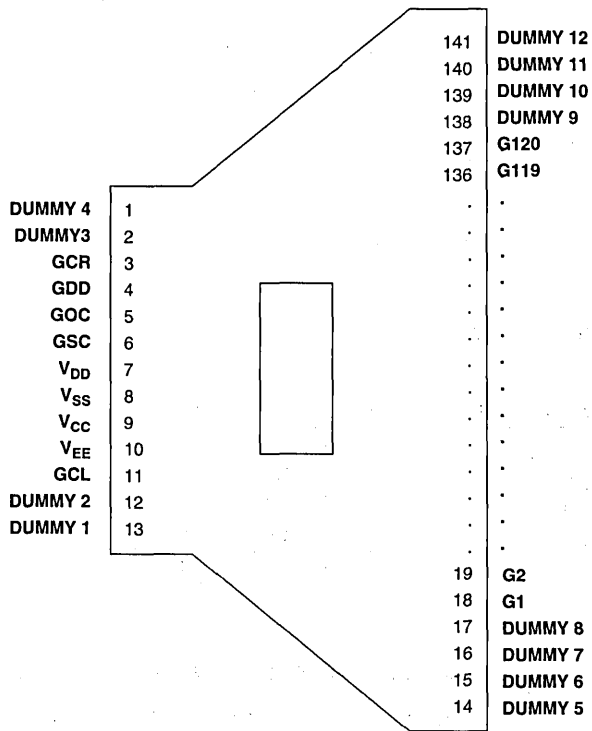 141 DUMMY 12
140 DUMMY 11
139 DUMMY 10
138 DUMMY 9
137 G120
136 G119
DUMMY 4 1
DUMMY3 2
GCR 3
GDD 4
GOC 5
GSC 6
VDD 7
VSS 8
VCC 9
VEE 10
GCL 11
DUMMY 2 12
DUMMY 1 13
19 G2
18 G1
17 DUMMY 8
16 DUMMY 7
15 DUMMY 6
14 DUMMY 5